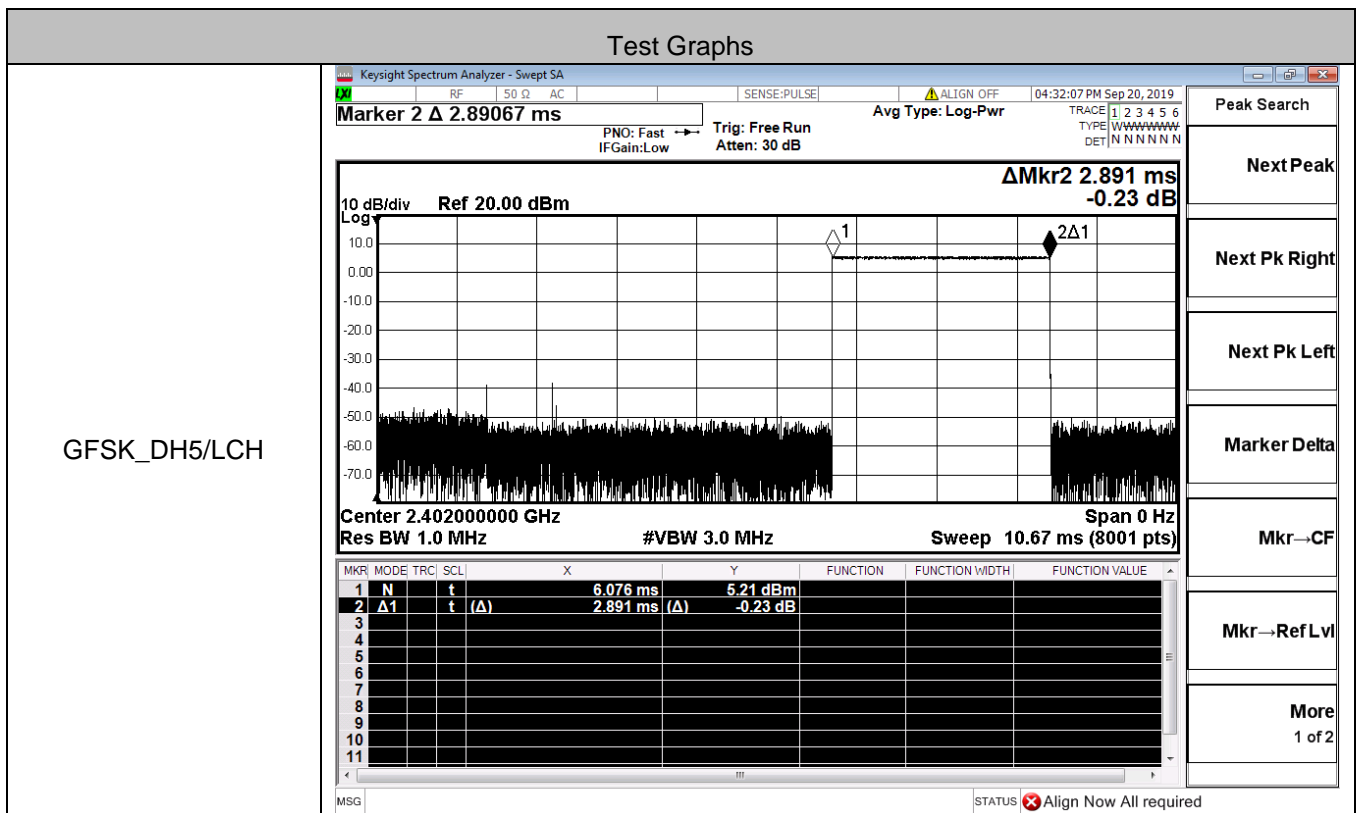 Test Graphs
GFSK_DH5/LCH
Keysight Spectrum Analyzer - Swept SA
LXI RF 50 Ω AC SENSE:PULSE ALIGN OFF 04:32:07 PM Sep 20, 2019
Marker 2 Δ 2.89067 ms
PNO: Fast
IFGain:Low
Trig: Free Run
Atten: 30 dB
Avg Type: Log-Pwr
TRACE 1 2 3 4 5 6
TYPE WWWWWW
DET N N N N N N
ΔMkr2 2.891 ms
-0.23 dB
10 dB/div Ref 20.00 dBm
Log
1
2Δ1
10.0
0.00
-10.0
-20.0
-30.0
-40.0
-50.0
-60.0
-70.0
Center 2.402000000 GHz Span 0 Hz
Res BW 1.0 MHz #VBW 3.0 MHz Sweep 10.67 ms (8001 pts)
MKR MODE TRC SCL X Y FUNCTION FUNCTION WIDTH FUNCTION VALUE
1 N t 6.076 ms 5.21 dBm
2 Δ1 t (Δ) 2.891 ms (Δ) -0.23 dB
3
4
5
6
7
8
9
10
11
MSG STATUS Align Now All required
Peak Search
Next Peak
Next Pk Right
Next Pk Left
Marker Delta
Mkr→CF
Mkr→Ref Lvl
More
1 of 2